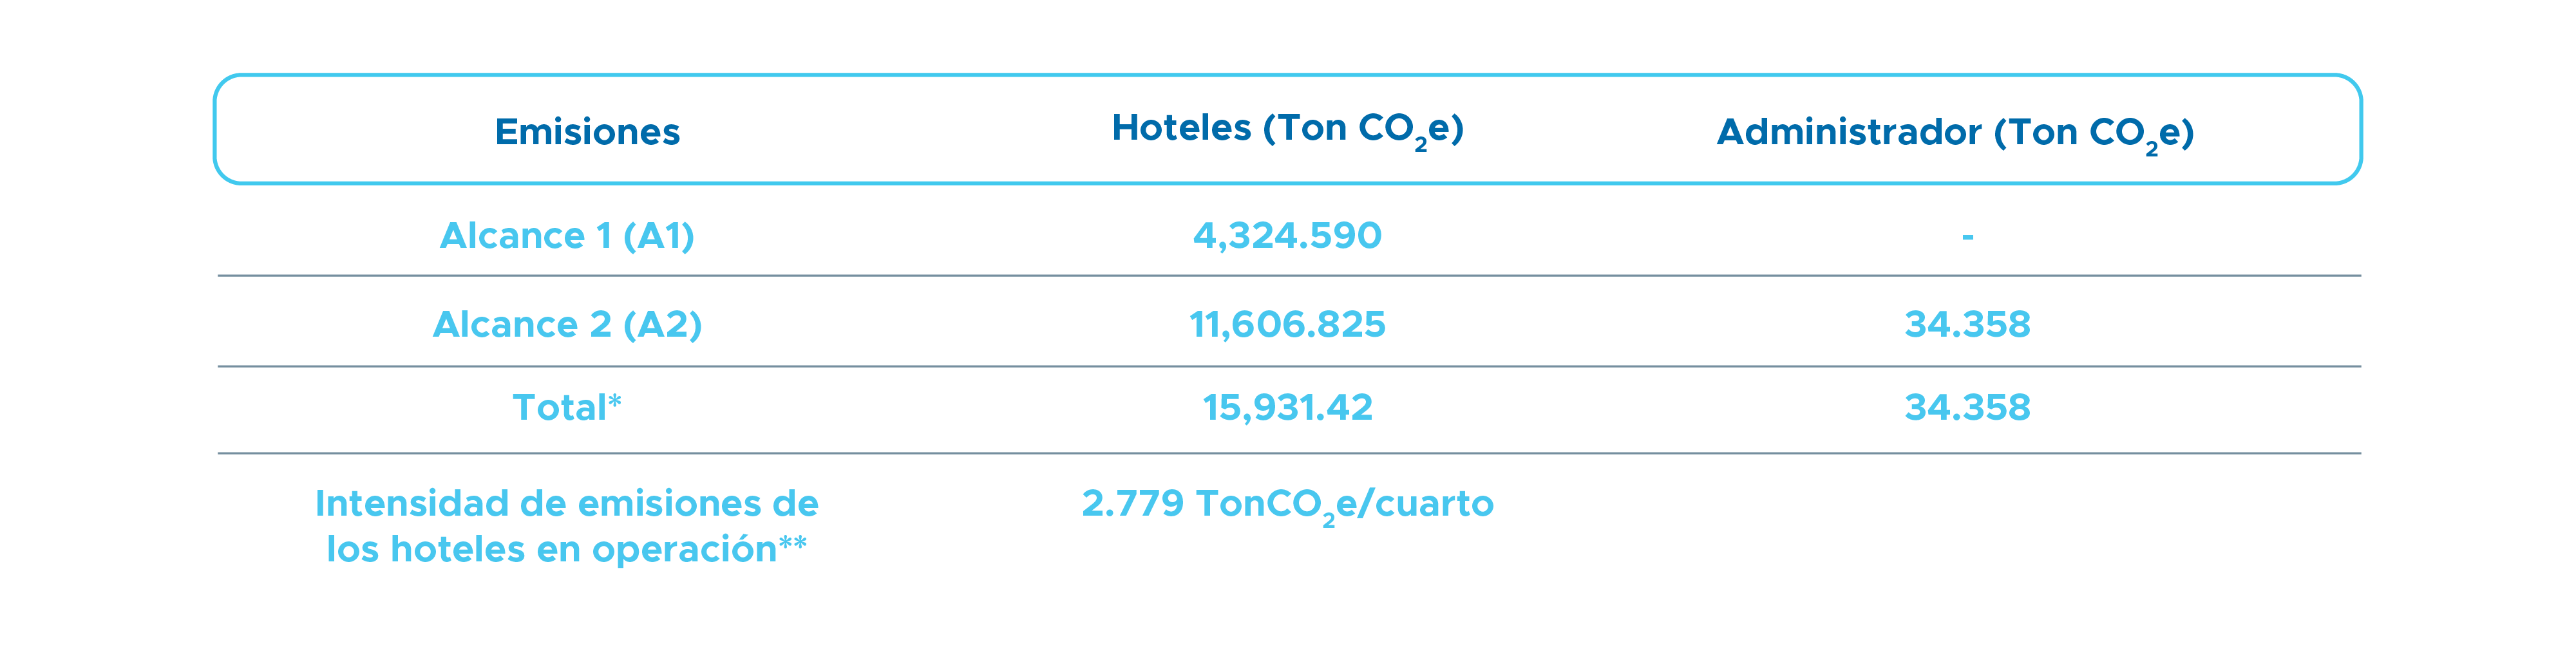 Emisiones Hoteles (Ton CO₂e) Administrador (Ton CO₂e)
Alcance 1 (A1) 4,324.590 -
Alcance 2 (A2) 11,606.825 34.358
Total* 15,931.42 34.358
Intensidad de emisiones de 2.779 TonCO₂e/cuarto
los hoteles en operación**